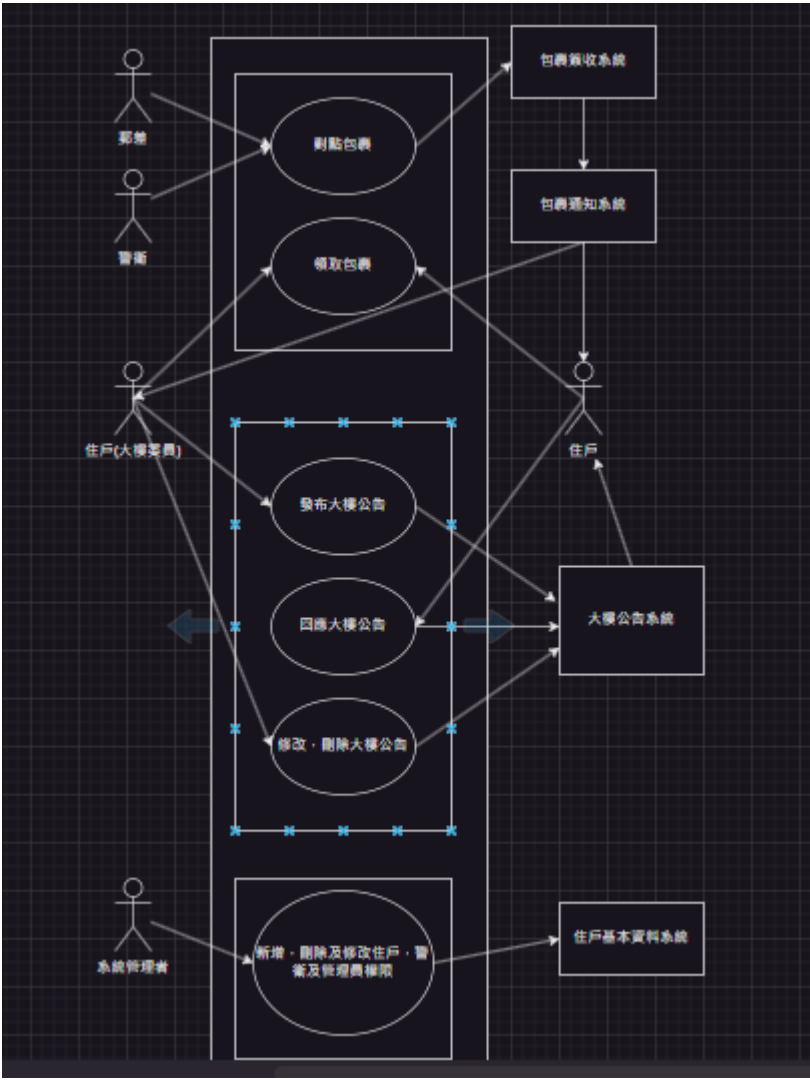 包裹簽收系統
郵差
對點包裹
包裹通知系統
警衛
領取包裹
住戶(大樓委員)
住戶
發布大樓公告
回應大樓公告
大樓公告系統
修改，刪除大樓公告
系統管理者
新增，刪除及修改住戶，警
衛及管理員權限
住戶基本資料系統